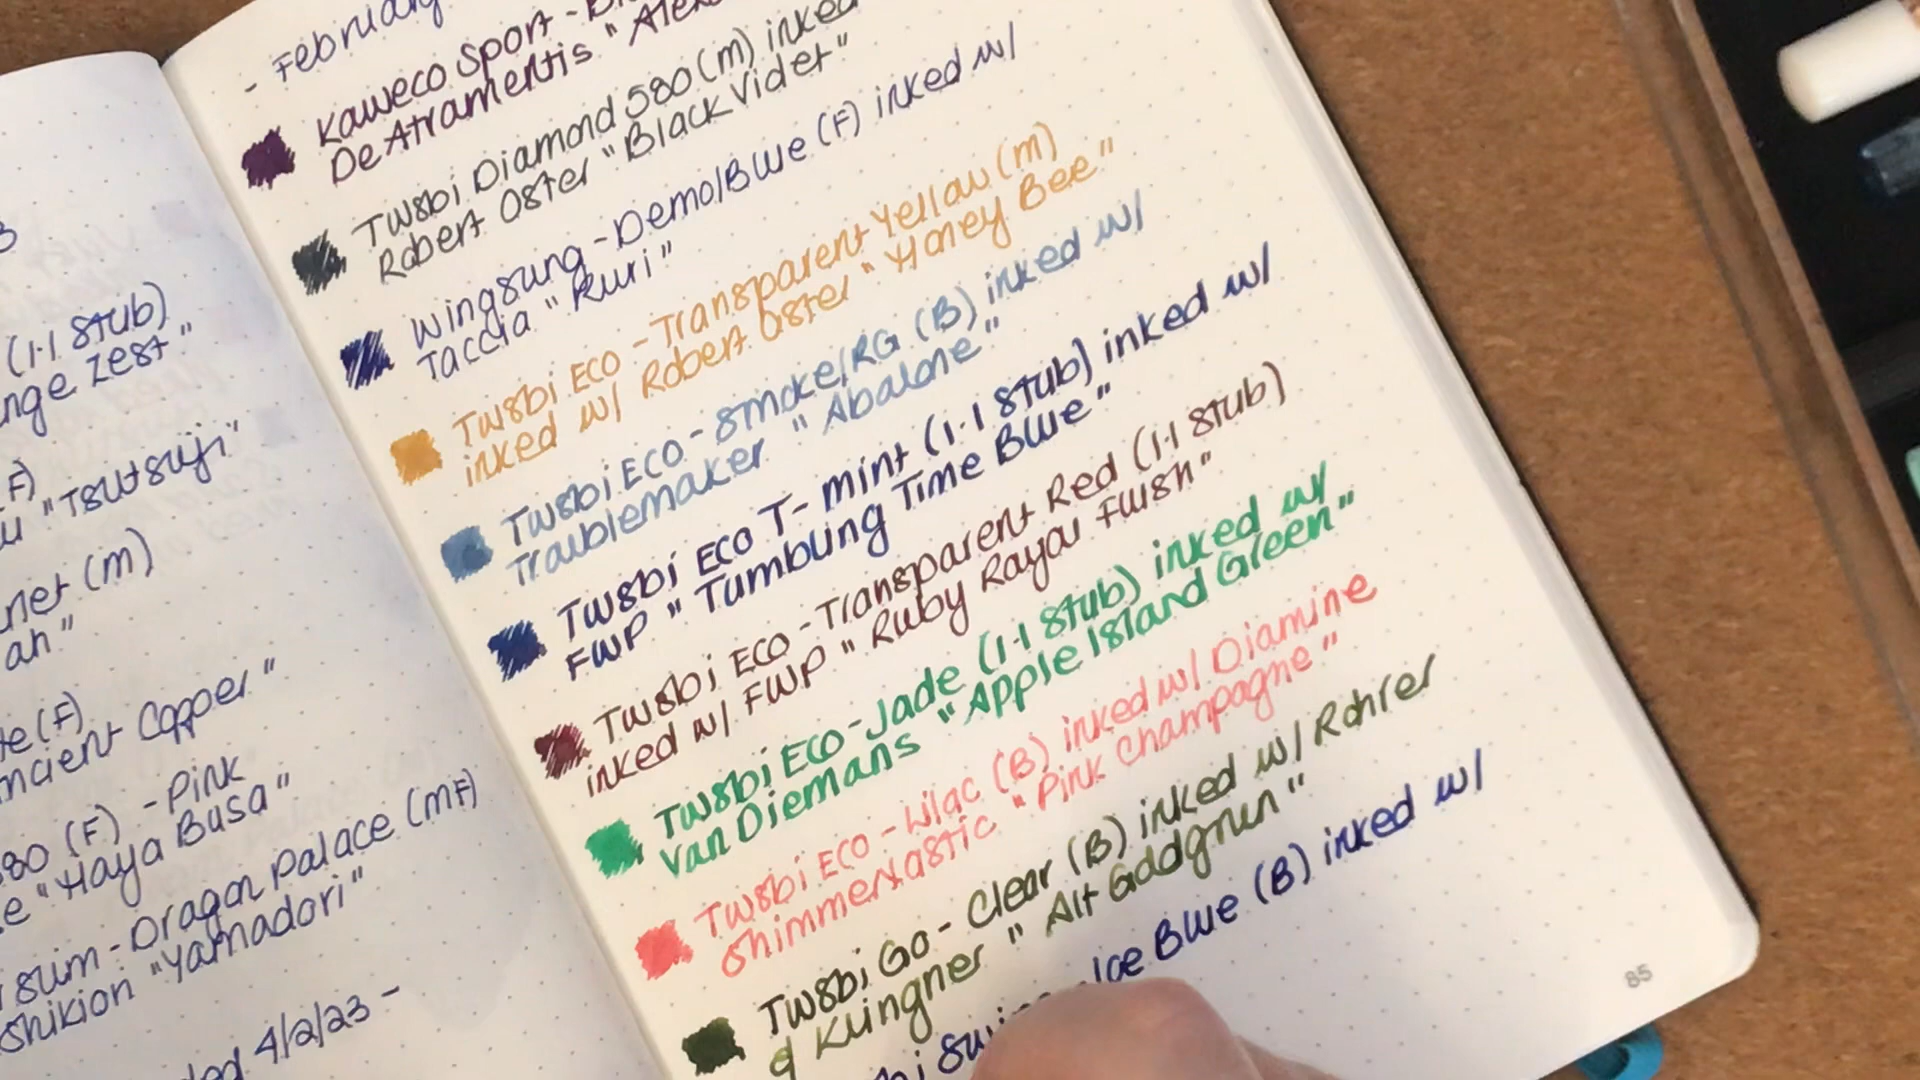 (1.1 Stub)
Zest"
(F)
"Tsutsuji"
(m)
(F)
Copper"
(F) - Pink
"Haya Busa"
- Dragon Palace (MF)
"Yamadori"
4/2/23 -
- February
Kaweco Sport -
De Atramentis "
Twsbi Diamond 580 (m) inked
Robert Oster "Black Violet"
Wingsung - Demo/Blue (F) inked w/
Taccia "Ruri"
Twsbi ECO - Transparent Yellow (m)
inked w/ Robert Oster "Honey Bee"
Twsbi ECO - Smoke/RG (B) inked w/
Troublemaker "Abalone"
Twsbi Eco T-mint (1.1 Stub) inked w/
FWP "Tumbling Time Blue"
Twsbi ECO - Transparent Red (1.1 Stub)
inked w/ FWP "Ruby Royal Flush"
Twsbi ECO - Jade (1.1 Stub) inked w/
Van Diemans "Apple Island Green"
Twsbi ECO - Lilac (B) inked w/ Diamine
Shimmertastic "Pink Champagne"
Twsbi Go - Clear (B) inked w/ Rohrer
& Klingner "Alt Goldgrun"
Ice Blue (B) inked w/
85